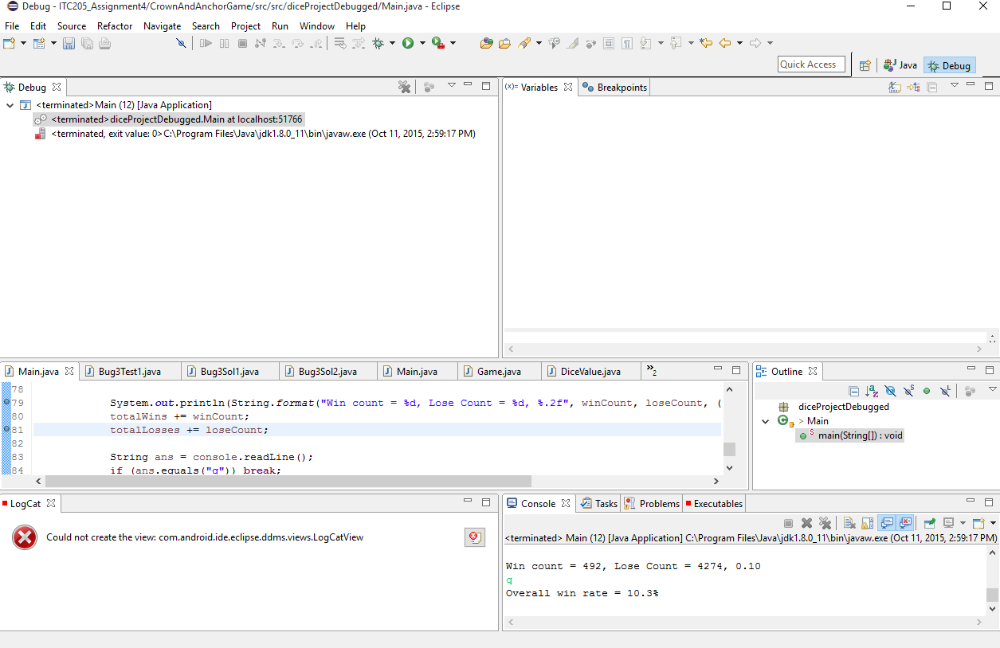 Debug - ITC205_Assignment4/CrownAndAnchorGame/src/src/diceProjectDebugged/Main.java - Eclipse
File Edit Source Refactor Navigate Search Project Run Window Help
Quick Access
Java
Debug
Debug
<terminated>Main (12) [Java Application]
<terminated>diceProjectDebugged.Main at localhost:51766
<terminated, exit value: 0>C:\Program Files\Java\jdk1.8.0_11\bin\javaw.exe (Oct 11, 2015, 2:59:17 PM)
(x)= Variables
Breakpoints
Main.java Bug3Test1.java Bug3Sol1.java Bug3Sol2.java Main.java Game.java DiceValue.java »2
78
79 System.out.println(String.format("Win count = %d, Lose Count = %d, %.2f", winCount, loseCount, (
80 totalWins += winCount;
81 totalLosses += loseCount;
82
83 String ans = console.readLine();
84 if (ans.equals("q")) break;
Outline
diceProjectDebugged
> Main
main(String[]) : void
LogCat
Could not create the view: com.android.ide.eclipse.ddms.views.LogCatView
Console Tasks Problems Executables
<terminated> Main (12) [Java Application] C:\Program Files\Java\jdk1.8.0_11\bin\javaw.exe (Oct 11, 2015, 2:59:17 PM)
Win count = 492, Lose Count = 4274, 0.10
q
Overall win rate = 10.3%